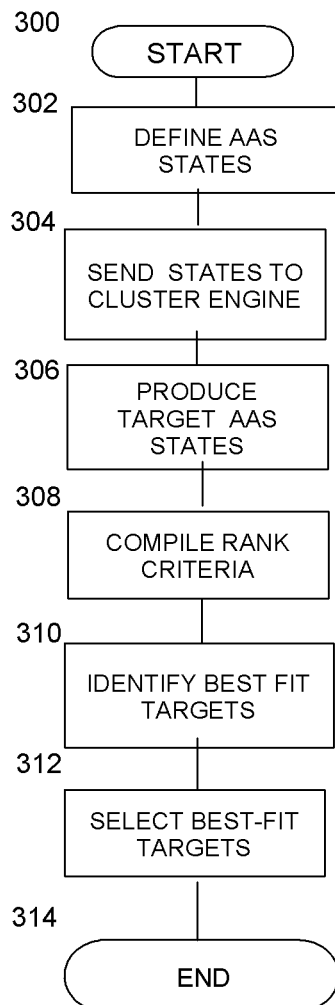 300
START
302
DEFINE AAS
STATES
304
SEND STATES TO
CLUSTER ENGINE
306
PRODUCE
TARGET AAS
STATES
308
COMPILE RANK
CRITERIA
310
IDENTIFY BEST FIT
TARGETS
312
SELECT BEST-FIT
TARGETS
314
END